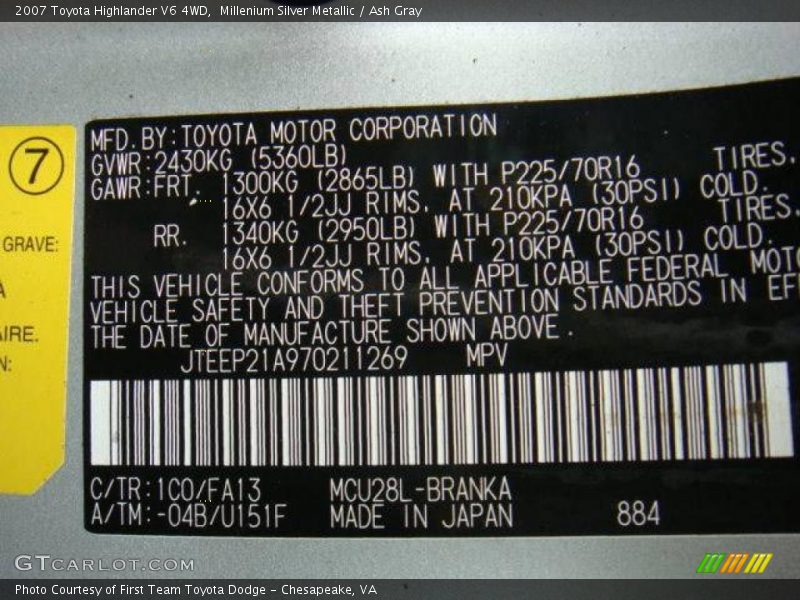 2007 Toyota Highlander V6 4WD,  Millenium Silver Metallic / Ash Gray
7
GRAVE:
A
AIRE.
N:
MFD. BY: TOYOTA MOTOR CORPORATION
GVWR: 2430KG (5360LB)
GAWR: FRT. 1300KG (2865LB) WITH P225/70R16 TIRES,
16X6 1/2JJ RIMS, AT 210KPA (30PSI) COLD.
RR. 1340KG (2950LB) WITH P225/70R16 TIRES,
16X6 1/2JJ RIMS, AT 210KPA (30PSI) COLD.
THIS VEHICLE CONFORMS TO ALL APPLICABLE FEDERAL MOTO
VEHICLE SAFETY AND THEFT PREVENTION STANDARDS IN EFF
THE DATE OF MANUFACTURE SHOWN ABOVE.
JTEEP21A970211269 MPV
C/TR: 1C0/FA13 MCU28L-BRANKA
A/TM: -04B/U151F MADE IN JAPAN 884
GTCARLOT.COM
Photo Courtesy of First Team Toyota Dodge - Chesapeake, VA